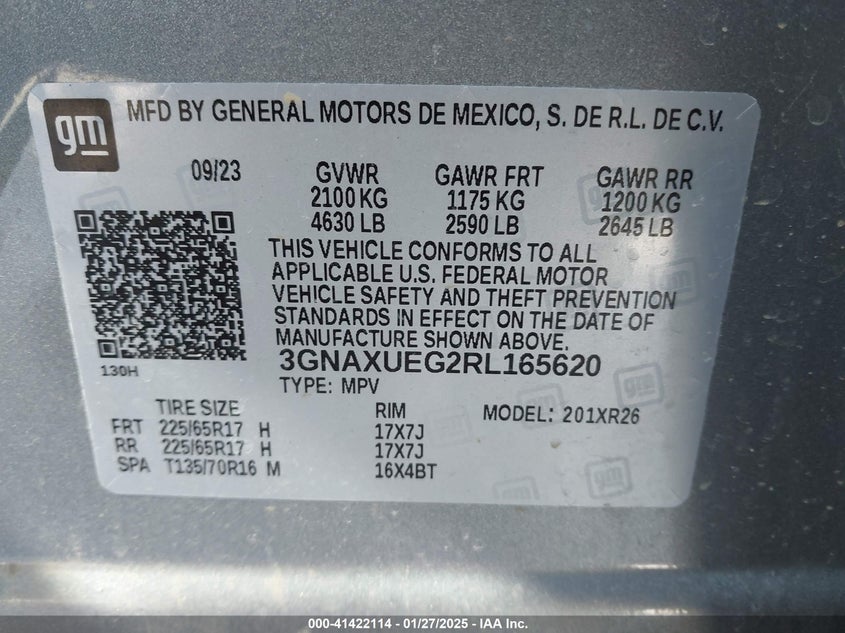 gm
MFD BY GENERAL MOTORS DE MEXICO, S. DE R.L. DE C.V.
09/23 GVWR GAWR FRT GAWR RR
2100 KG 1175 KG 1200 KG
4630 LB 2590 LB 2645 LB
THIS VEHICLE CONFORMS TO ALL
APPLICABLE U.S. FEDERAL MOTOR
VEHICLE SAFETY AND THEFT PREVENTION
STANDARDS IN EFFECT ON THE DATE OF
MANUFACTURE SHOWN ABOVE.
130H
3GNAXUEG2RL165620
TYPE: MPV
TIRE SIZE RIM MODEL: 201XR26
FRT 225/65R17 H 17X7J
RR 225/65R17 H 17X7J
SPA T135/70R16 M 16X4BT
000-41422114 - 01/27/2025 - IAA Inc.